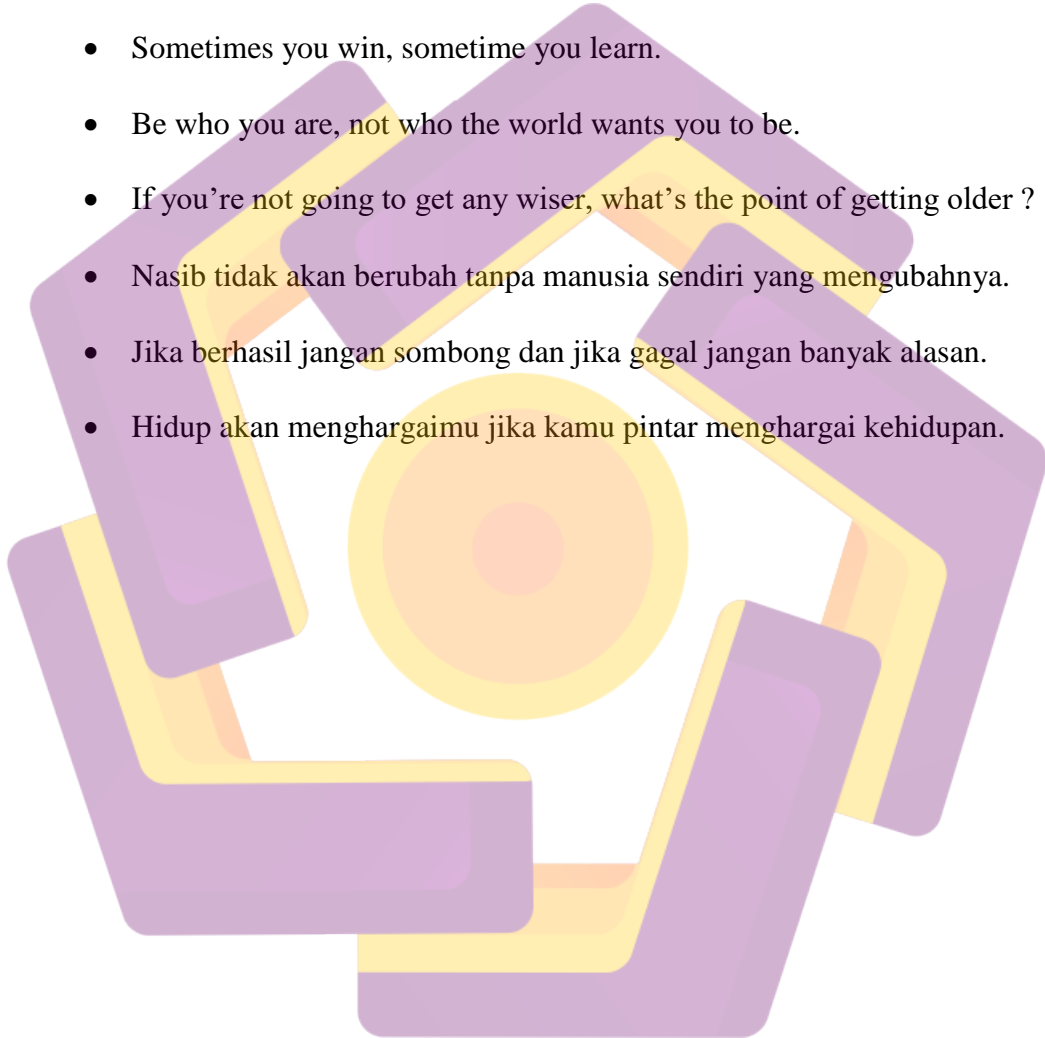 • Sometimes you win, sometime you learn.
• Be who you are, not who the world wants you to be.
• If you’re not going to get any wiser, what’s the point of getting older ?
• Nasib tidak akan berubah tanpa manusia sendiri yang mengubahnya.
• Jika berhasil jangan sombong dan jika gagal jangan banyak alasan.
• Hidup akan menghargaimu jika kamu pintar menghargai kehidupan.